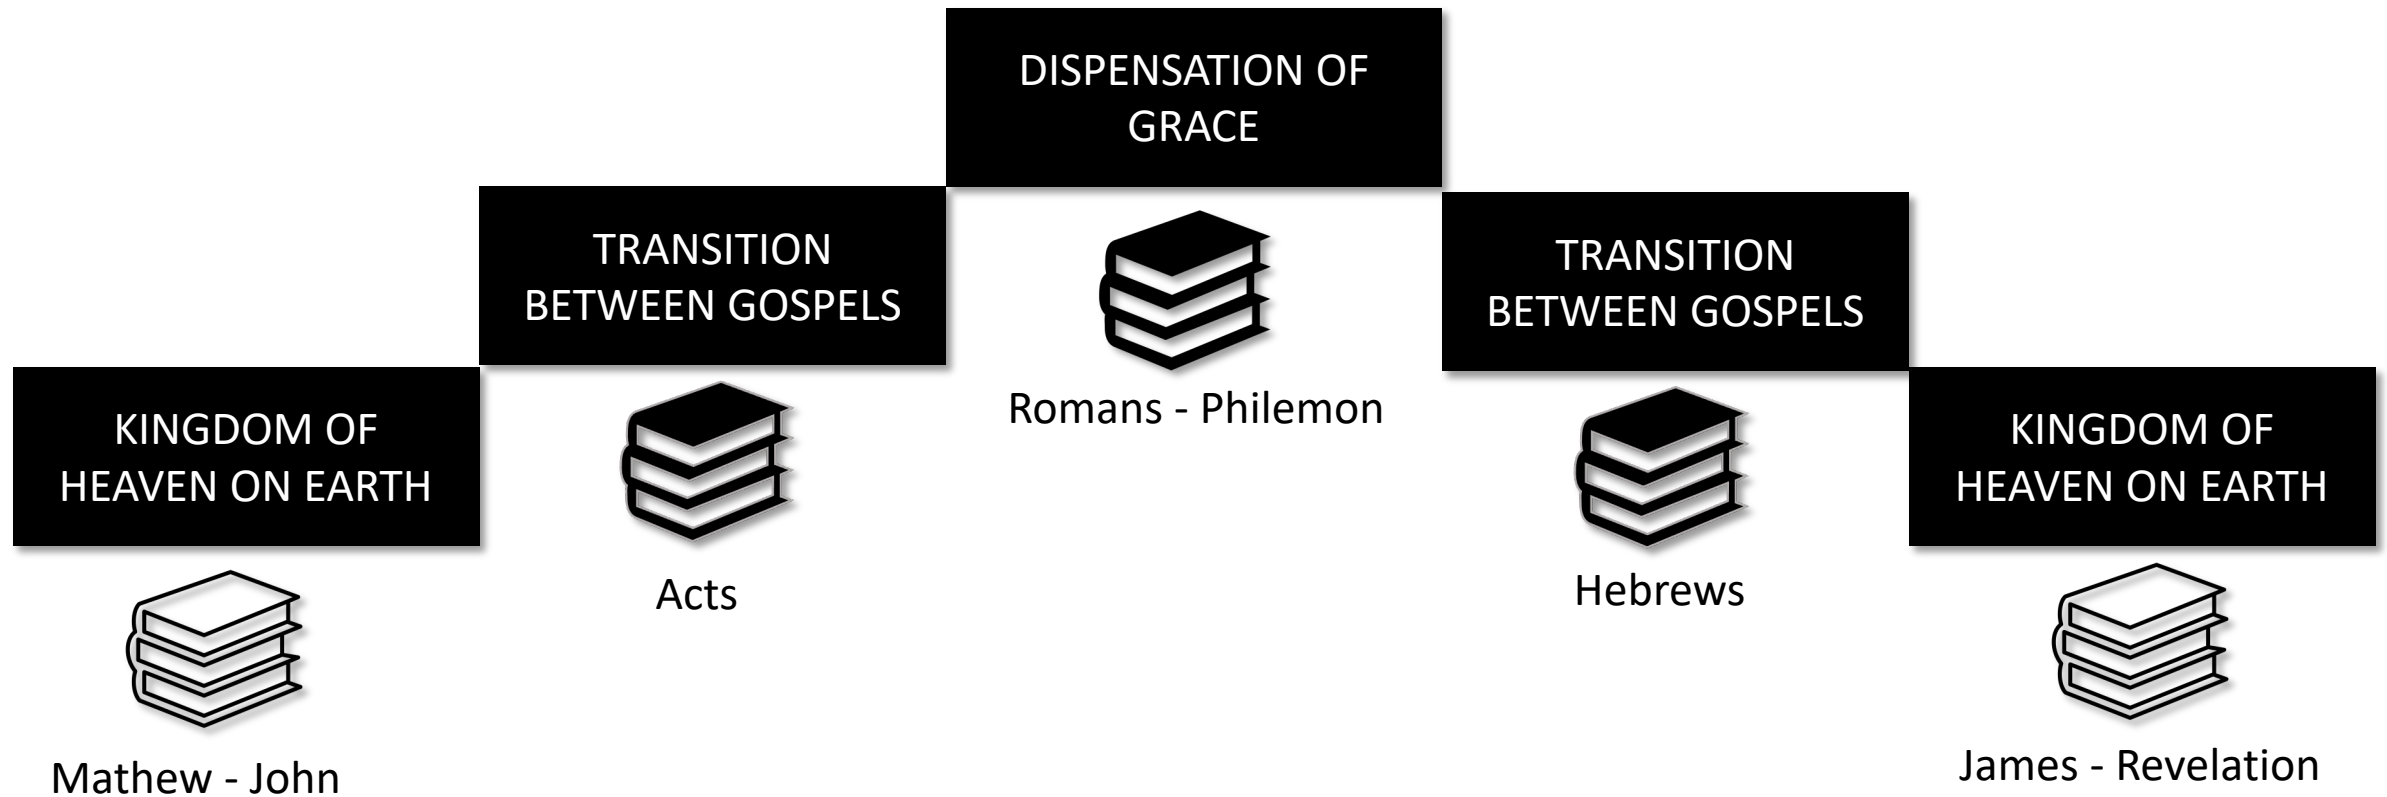 KINGDOM OF
HEAVEN ON EARTH
Mathew - John
TRANSITION
BETWEEN GOSPELS
Acts
DISPENSATION OF
GRACE
Romans - Philemon
TRANSITION
BETWEEN GOSPELS
Hebrews
KINGDOM OF
HEAVEN ON EARTH
James - Revelation